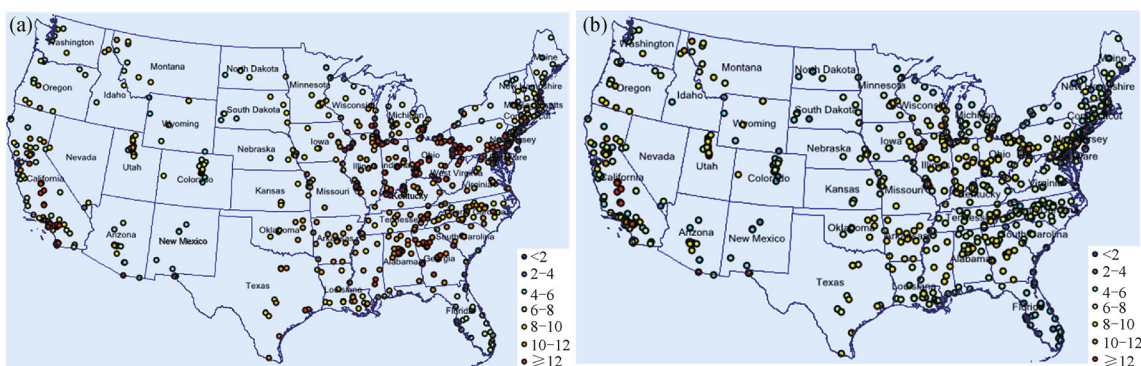 (a)
Washington
Montana
North Dakota
Minnesota
Maine
Oregon
Idaho
South Dakota
Wisconsin
Michigan
New Hampshire
Wyoming
Iowa
Nebraska
Ohio
Nevada
Utah
Colorado
California
Kansas
Missouri
Kentucky
West Virginia
Virginia
Arizona
New Mexico
Oklahoma
Arkansas
Tennessee
South Carolina
Alabama
Georgia
Texas
Louisiana
Florida
<2
2−4
4−6
6−8
8−10
10−12
≥12
(b)
Washington
Montana
North Dakota
Minnesota
Maine
Oregon
Idaho
South Dakota
Wisconsin
Michigan
New Hampshire
Connecticut
Wyoming
Iowa
Nebraska
Ohio
Nevada
Utah
Colorado
California
Kansas
Missouri
Kentucky
Virginia
Arizona
New Mexico
Oklahoma
Tennessee
South Carolina
Alabama
Texas
Louisiana
Florida
<2
2−4
4−6
6−8
8−10
10−12
≥12